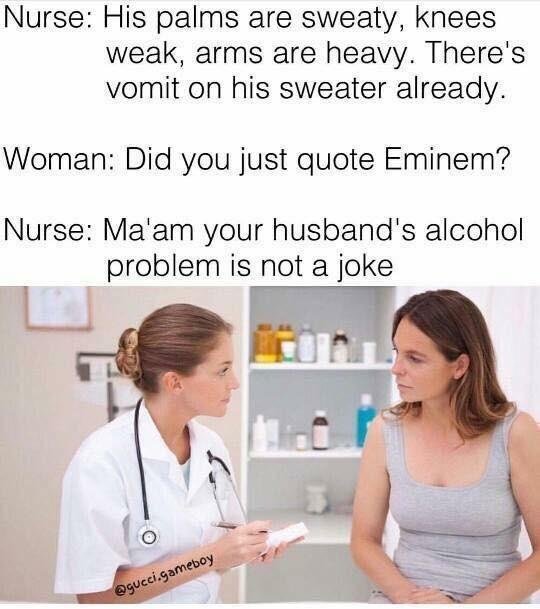 Nurse: His palms are sweaty, knees
weak, arms are heavy. There's
vomit on his sweater already.
Woman: Did you just quote Eminem?
Nurse: Ma'am your husband's alcohol
problem is not a joke
@gucci.gameboy